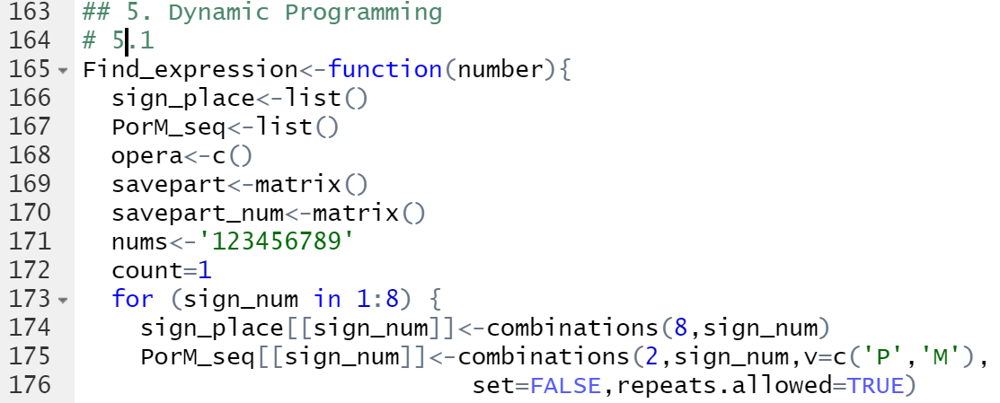 163 ## 5. Dynamic Programming
164 # 5.1
165 Find_expression<-function(number){
166 sign_place<-list()
167 PorM_seq<-list()
168 opera<-c()
169 savepart<-matrix()
170 savepart_num<-matrix()
171 nums<-'123456789'
172 count=1
173 for (sign_num in 1:8) {
174 sign_place[[sign_num]]<-combinations(8,sign_num)
175 PorM_seq[[sign_num]]<-combinations(2,sign_num,v=c('P','M'),
176 set=FALSE,repeats.allowed=TRUE)